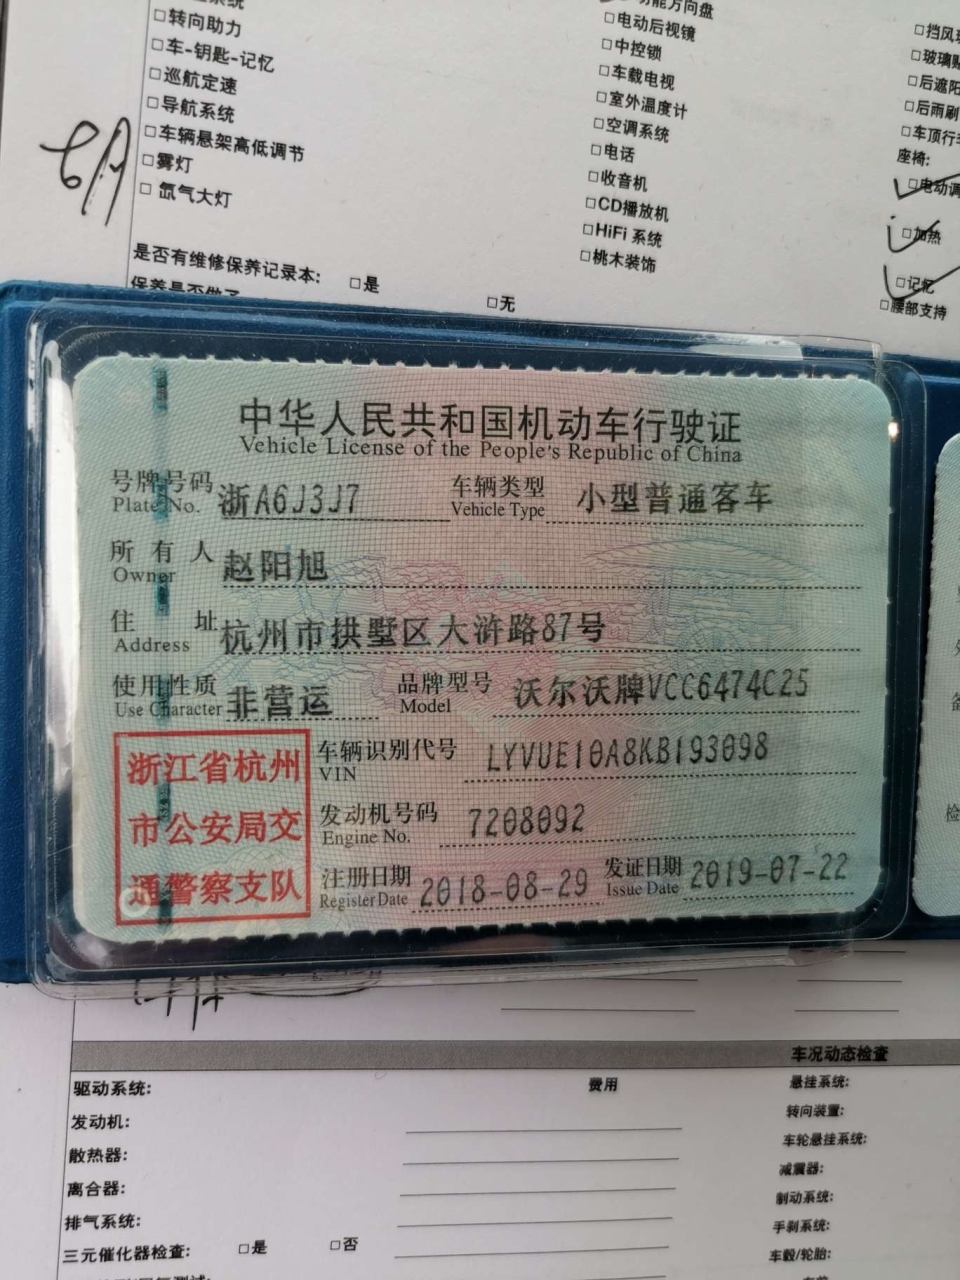 转向助力
车-钥匙-记忆
巡航定速
导航系统
车辆悬架高低调节
雾灯
氙气大灯
是否有维修保养记录本: 是
无
6月
功能方向盘
电动后视镜
中控锁
车载电视
室外温度计
空调系统
电话
收音机
CD播放机
HiFi 系统
桃木装饰
挡风
玻璃贴
后遮阳
后雨刷
车顶行
座椅:
电动调
加热
记忆
腰部支持
中华人民共和国机动车行驶证
Vehicle License of the People's Republic of China
号牌号码 浙A6J3J7 车辆类型 小型普通客车
Plate No. Vehicle Type
所有人 赵阳旭
Owner
住址 杭州市拱墅区大浒路87号
Address
使用性质 非营运 品牌型号 沃尔沃牌VCC6474C25
Use Character Model
浙江省杭州
市公安局交
通警察支队
车辆识别代号 LYVUE10A8KB193098
VIN
发动机号码 7208092
Engine No.
注册日期 2018-08-29 发证日期 2019-07-22
Register Date Issue Date
车况动态检查
驱动系统: 费用
发动机:
散热器:
离合器:
排气系统:
三元催化器检查: 是 否
悬挂系统:
转向装置:
车轮悬挂系统:
减震器:
制动系统:
手刹系统:
车毂/轮胎: